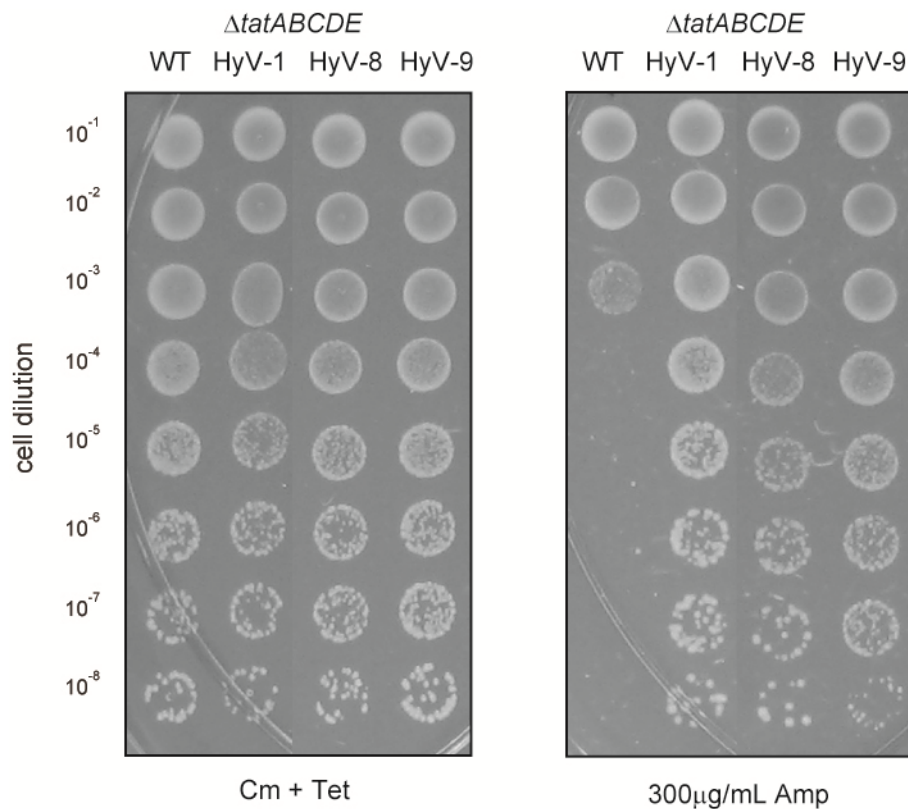 ΔtatABCDE ΔtatABCDE
WT HyV-1 HyV-8 HyV-9 WT HyV-1 HyV-8 HyV-9
cell dilution
10⁻¹
10⁻²
10⁻³
10⁻⁴
10⁻⁵
10⁻⁶
10⁻⁷
10⁻⁸
Cm + Tet 300μg/mL Amp